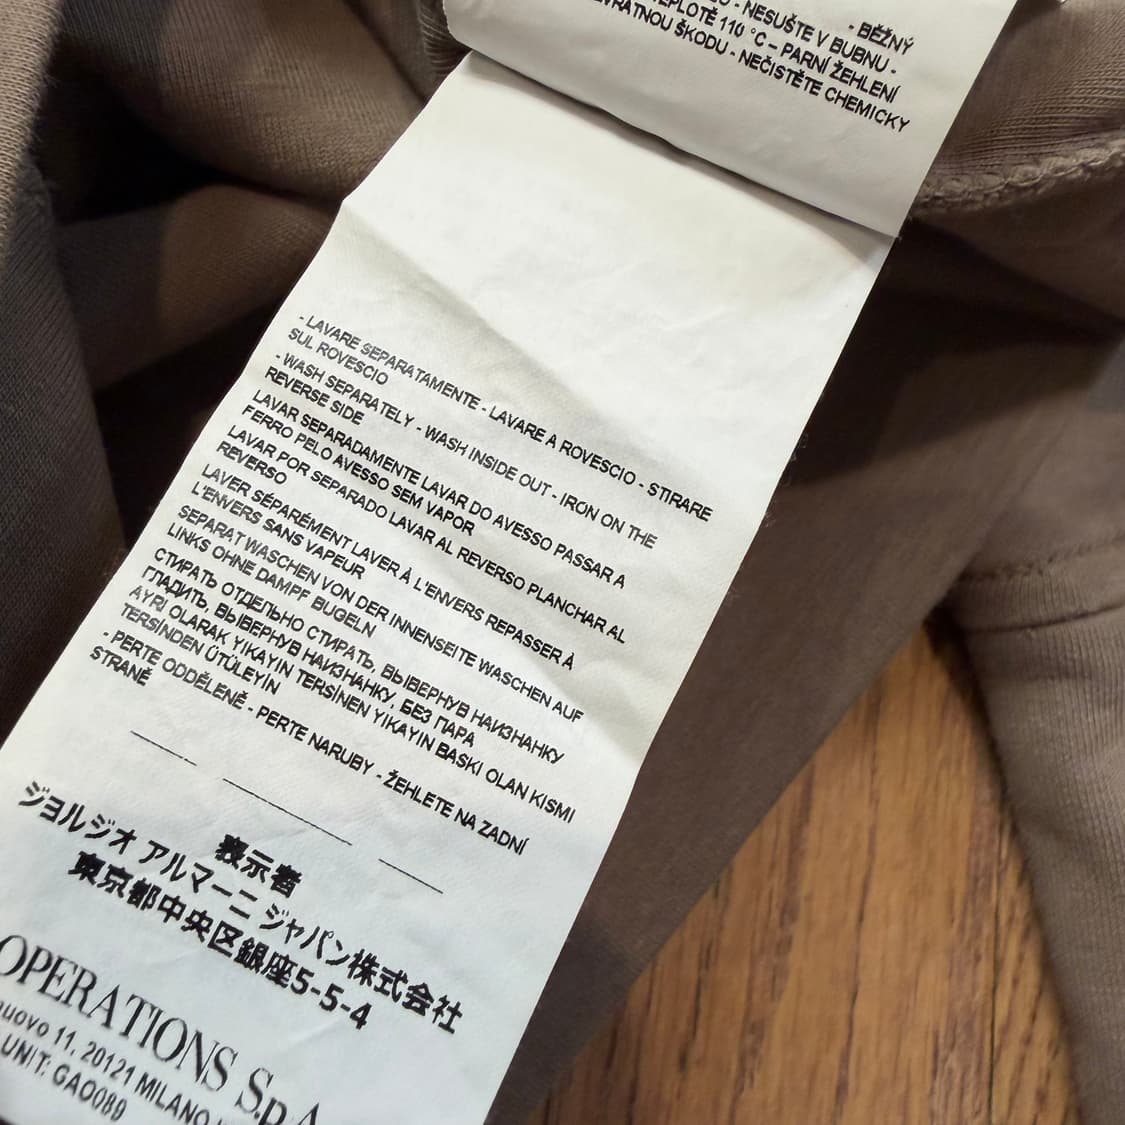 - BĚŽNÝ
- NESUŠTE V BUBNU -
TEPLOTĚ 110 °C – PARNÍ ŽEHLENÍ
ŠKODU - NEČISTĚTE CHEMICKY
- LAVARE SEPARATAMENTE - LAVARE A ROVESCIO - STIRARE
SUL ROVESCIO
- WASH SEPARATELY - WASH INSIDE OUT - IRON ON THE
REVERSE SIDE
LAVAR SEPARADAMENTE LAVAR DO AVESSO PASSAR A
FERRO PELO AVESSO SEM VAPOR
LAVAR POR SEPARADO LAVAR AL REVERSO PLANCHAR AL
REVERSO
LAVER SÉPARÉMENT LAVER À L'ENVERS REPASSER À
L'ENVERS SANS VAPEUR
SEPARAT WASCHEN VON DER INNENSEITE WASCHEN AUF
LINKS OHNE DAMPF BUGELN
СТИРАТЬ ОТДЕЛЬНО СТИРАТЬ, ВЫВЕРНУВ НАИЗНАНКУ
ГЛАДИТЬ, ВЫВЕРНУВ НАИЗНАНКУ, БЕЗ ПАРА
AYRI OLARAK YIKAYIN TERSİNEN YIKAYIN BASKI OLAN KISMI
TERSİNDEN ÜTÜLEYİN
- PERTE ODDĚLENĚ - PERTE NARUBY - ŽEHLETE NA ZADNÍ
STRANĚ
表示者
ジョルジオ アルマーニ ジャパン株式会社
東京都中央区銀座5-5-4
OPERATIONS S.p.A.
nuovo 11, 20121 MILANO
UNIT: GAO089